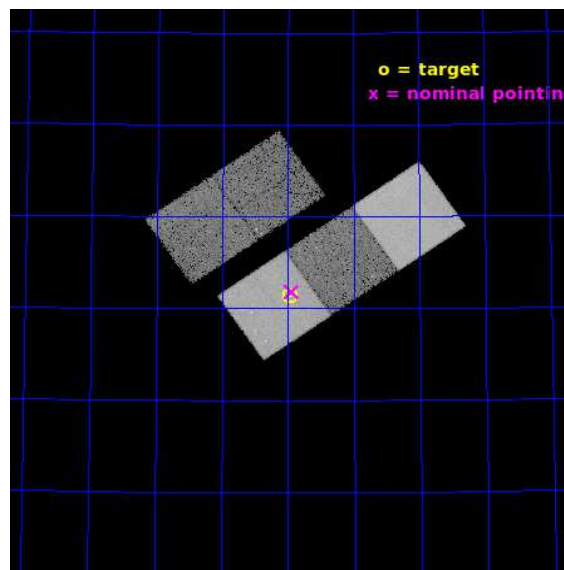 o = target
x = nominal pointin